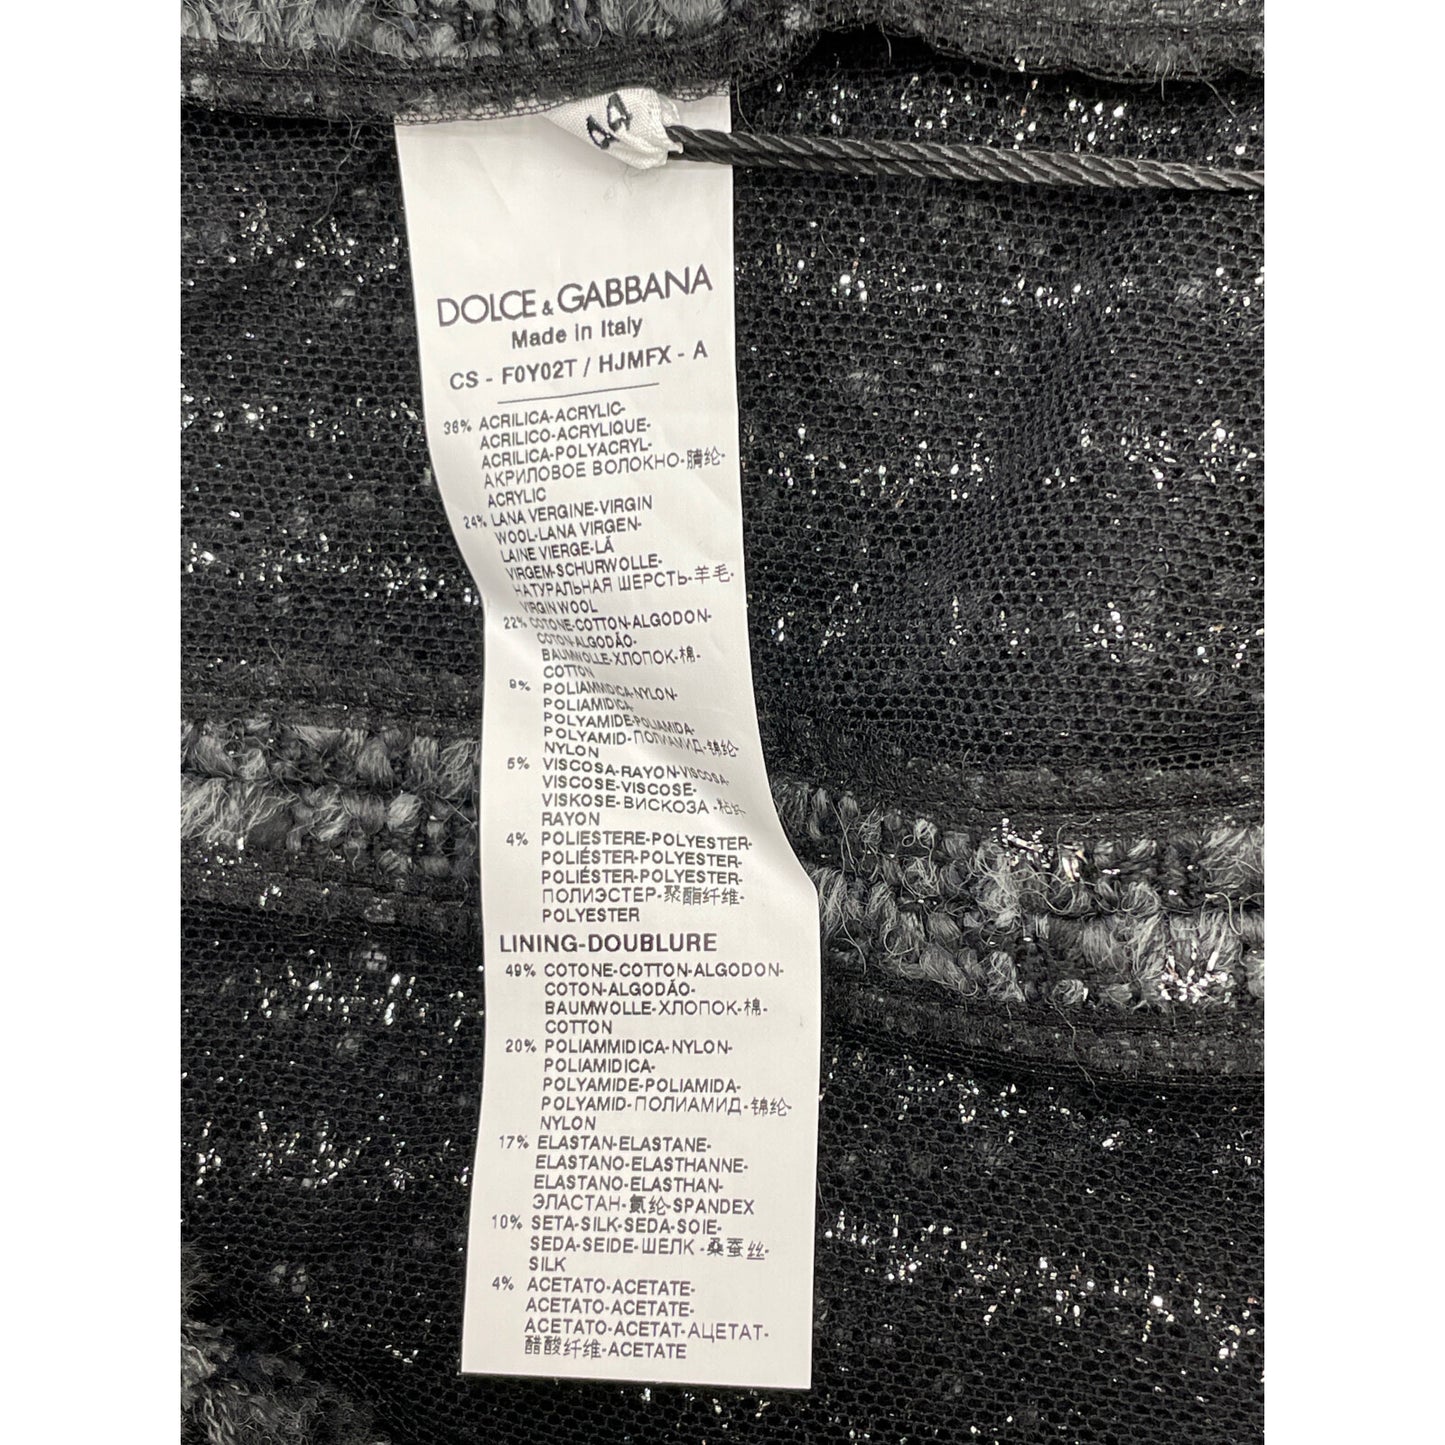 44
DOLCE & GABBANA
Made in Italy
CS - F0Y02T / HJMFX - A
36% ACRILICA-ACRYLIC-
ACRILICO-ACRYLIQUE-
ACRILICA-POLYACRYL-
АКРИЛОВОЕ ВОЛОКНО-腈纶-
ACRYLIC
24% LANA VERGINE-VIRGIN
WOOL-LANA VIRGEN-
LAINE VIERGE-LÃ
VIRGEM-SCHURWOLLE-
НАТУРАЛЬНАЯ ШЕРСТЬ-羊毛-
VIRGIN WOOL
22% COTONE-COTTON-ALGODON-
COTON-ALGODÃO-
BAUMWOLLE-ХЛОПОК-棉-
COTTON
9% POLIAMMIDICA-NYLON-
POLIAMIDICA-
POLYAMIDE-POLIAMIDA-
POLYAMID-ПОЛИАМИД-锦纶-
NYLON
5% VISCOSA-RAYON-VISCOSA-
VISCOSE-VISCOSE-
VISKOSE-ВИСКОЗА -粘纤-
RAYON
4% POLIESTERE-POLYESTER-
POLIÉSTER-POLYESTER-
POLIÉSTER-POLYESTER-
ПОЛИЭСТЕР-聚酯纤维-
POLYESTER
LINING-DOUBLURE
49% COTONE-COTTON-ALGODON-
COTON-ALGODÃO-
BAUMWOLLE-ХЛОПОК-棉-
COTTON
20% POLIAMMIDICA-NYLON-
POLIAMIDICA-
POLYAMIDE-POLIAMIDA-
POLYAMID-ПОЛИАМИД-锦纶-
NYLON
17% ELASTAN-ELASTANE-
ELASTANO-ELASTHANNE-
ELASTANO-ELASTHAN-
ЭЛАСТАН-氨纶-SPANDEX
10% SETA-SILK-SEDA-SOIE-
SEDA-SEIDE-ШЕЛК -桑蚕丝-
SILK
4% ACETATO-ACETATE-
ACETATO-ACETATE-
ACETATO-ACETAT-АЦЕТАТ-
醋酸纤维-ACETATE